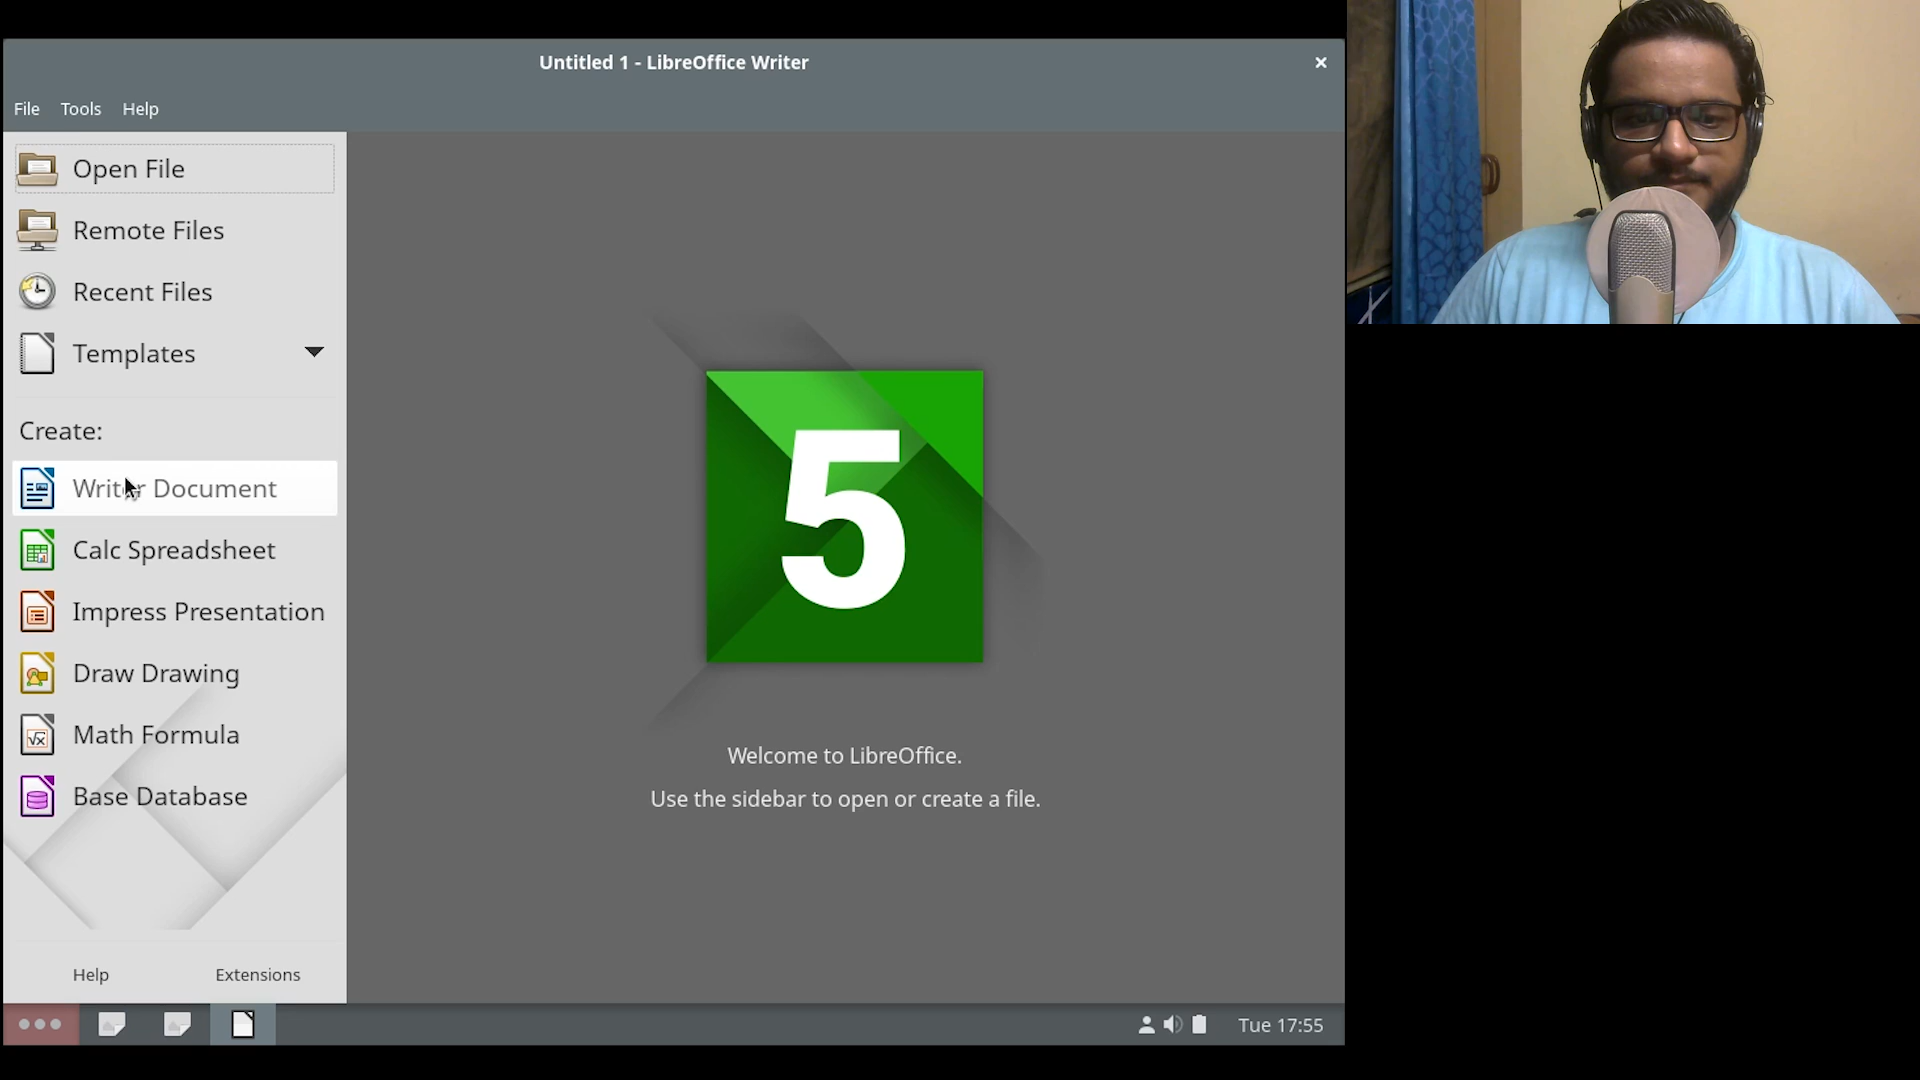 Untitled 1 - LibreOffice Writer
File Tools Help
Open File
Remote Files
Recent Files
Templates
Create:
Writer Document
Calc Spreadsheet
Impress Presentation
Draw Drawing
Math Formula
Base Database
Help Extensions
5
Welcome to LibreOffice.
Use the sidebar to open or create a file.
Tue 17:55